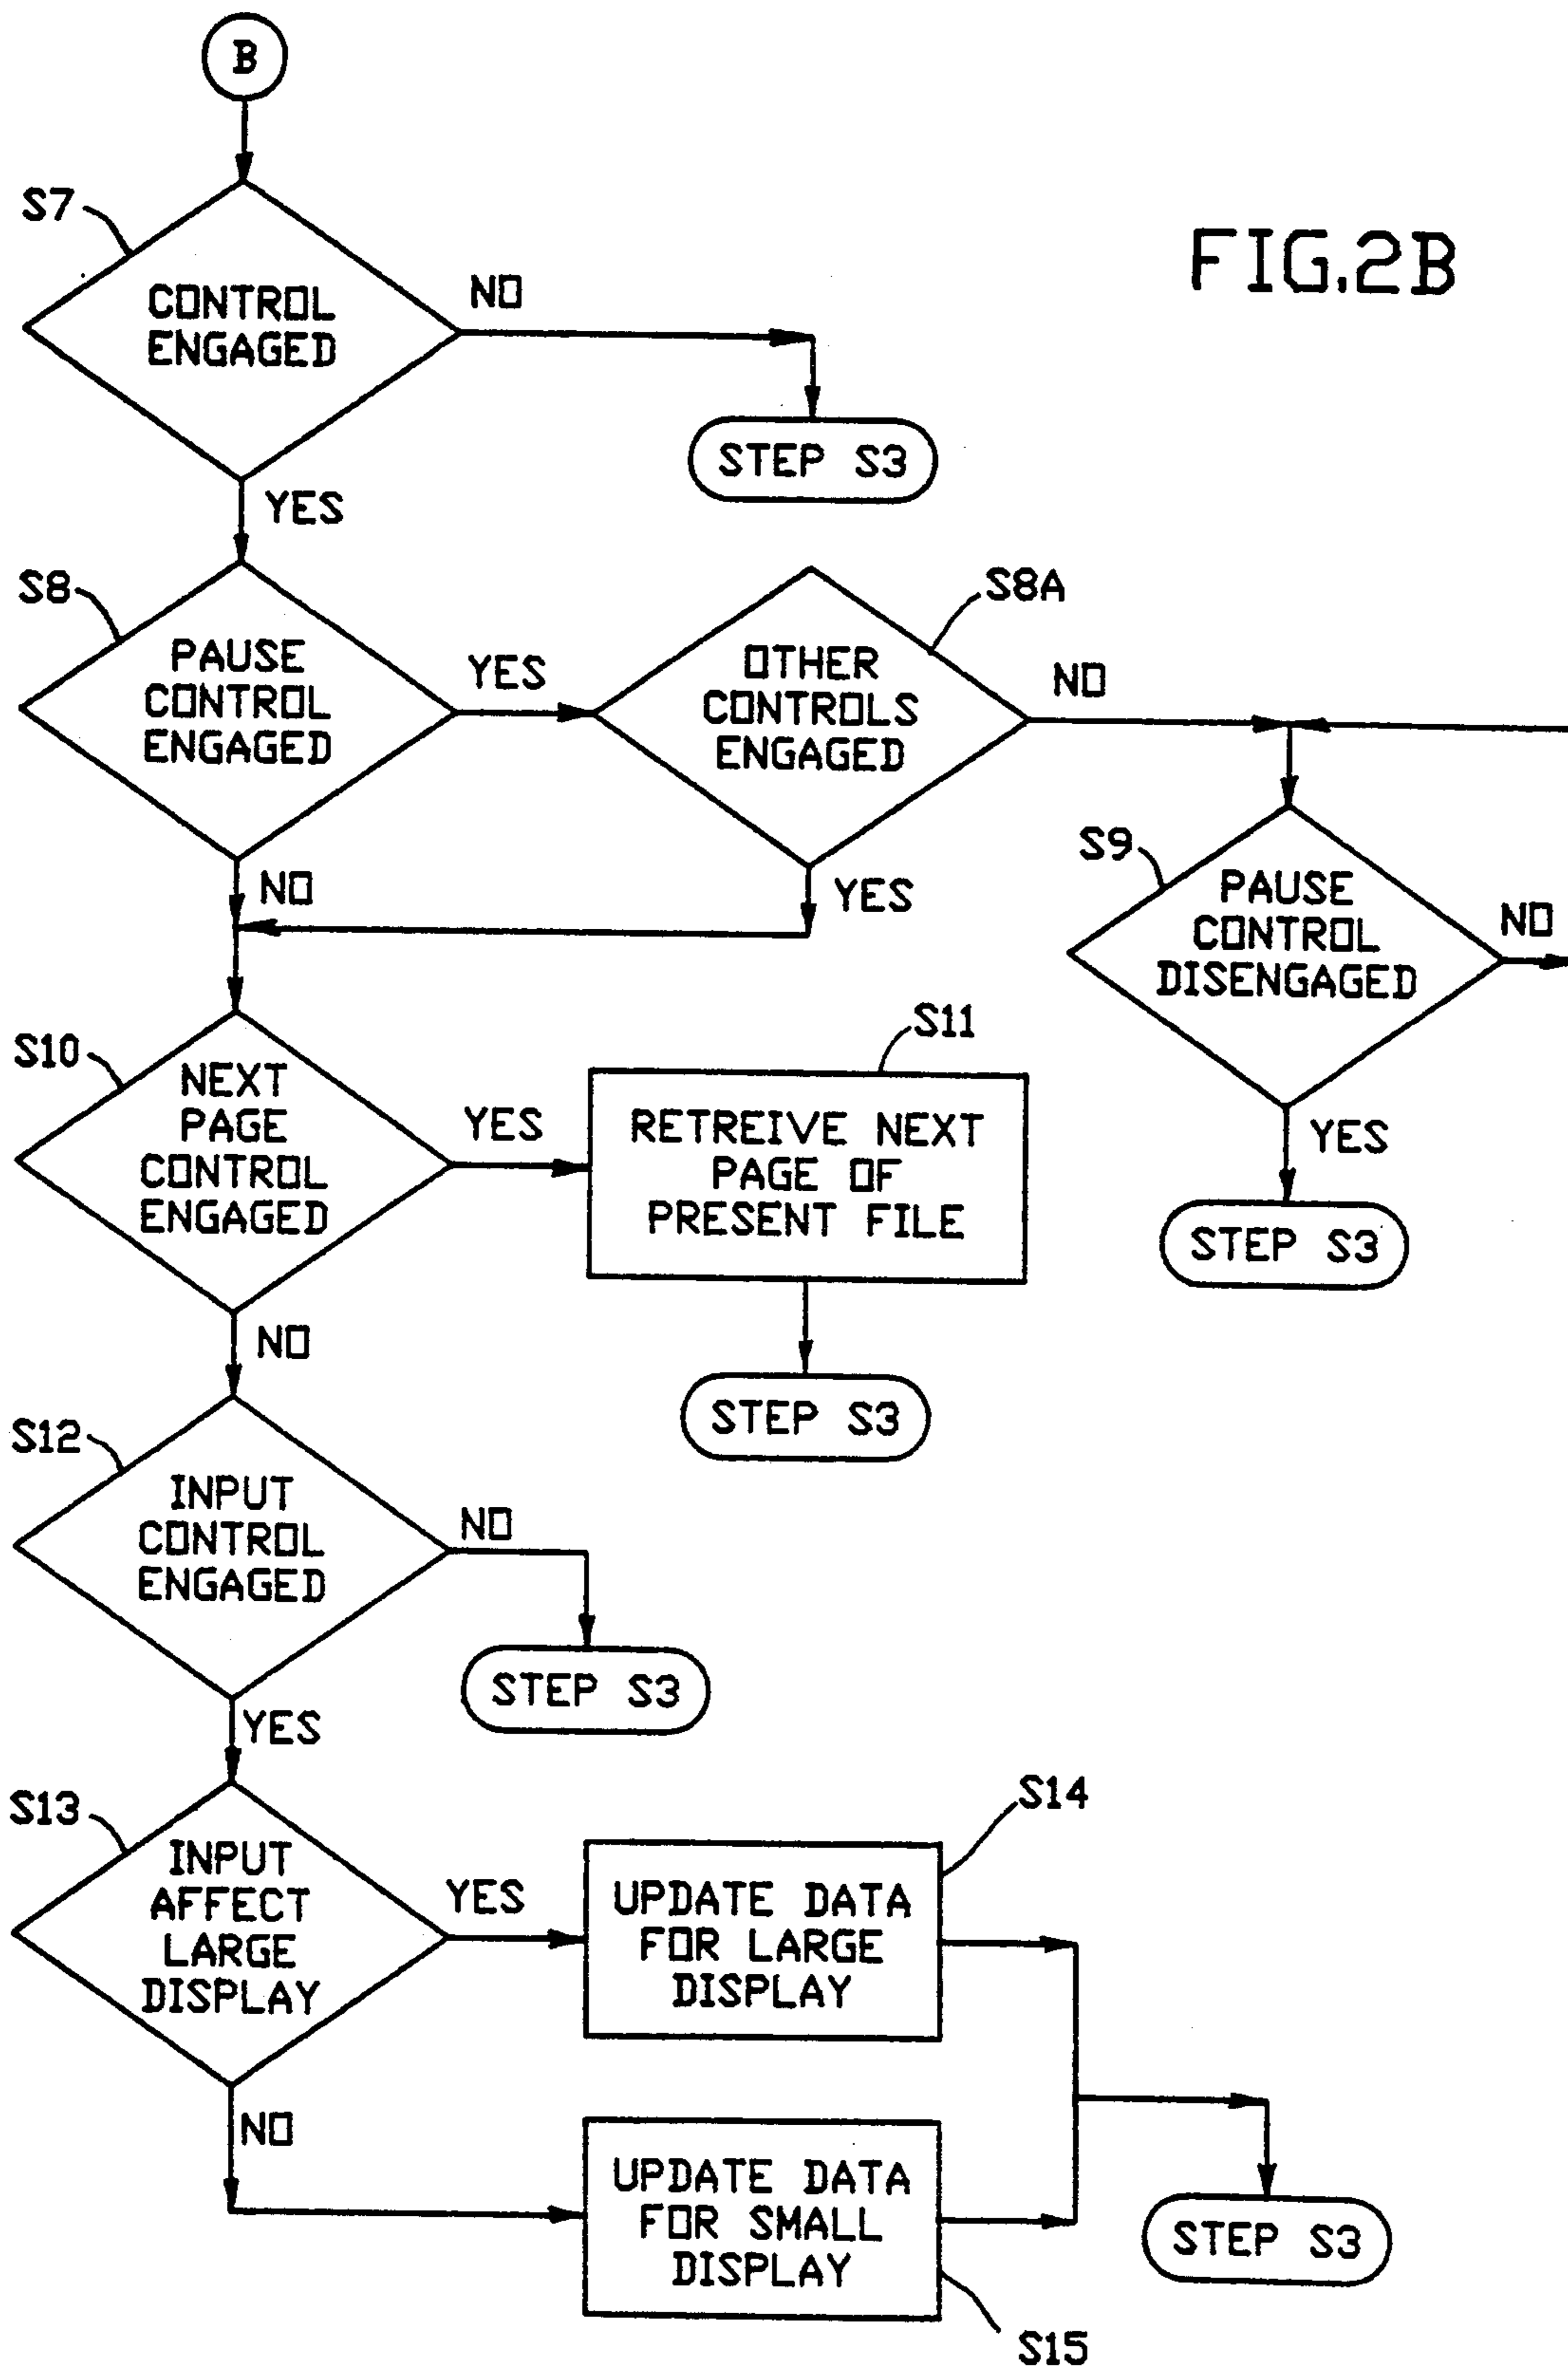 B
FIG.2B
S7
CONTROL
ENGAGED
NO
STEP S3
YES
S8
PAUSE
CONTROL
ENGAGED
YES
S8A
OTHER
CONTROLS
ENGAGED
NO
NO
YES
S9
PAUSE
CONTROL
DISENGAGED
NO
YES
STEP S3
S10
NEXT
PAGE
CONTROL
ENGAGED
YES
S11
RETREIVE NEXT
PAGE OF
PRESENT FILE
STEP S3
NO
S12
INPUT
CONTROL
ENGAGED
NO
STEP S3
YES
S13
INPUT
AFFECT
LARGE
DISPLAY
YES
S14
UPDATE DATA
FOR LARGE
DISPLAY
NO
UPDATE DATA
FOR SMALL
DISPLAY
S15
STEP S3